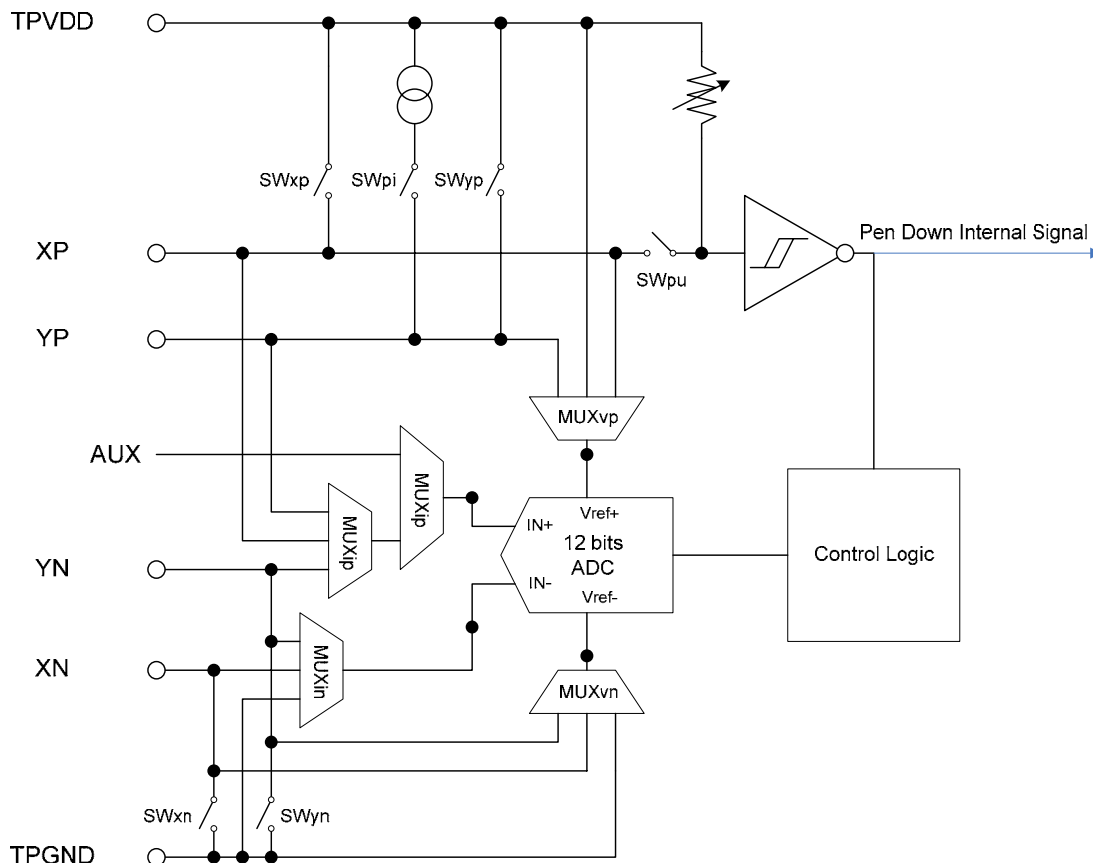 TPVDD
SWxp
SWpi
SWyp
XP
Pen Down Internal Signal
SWpu
YP
MUXvp
AUX
MUXip
MUXip
Vref+
IN+
12 bits
ADC
IN-
Vref-
Control Logic
YN
XN
MUXin
MUXvn
SWxn
SWyn
TPGND